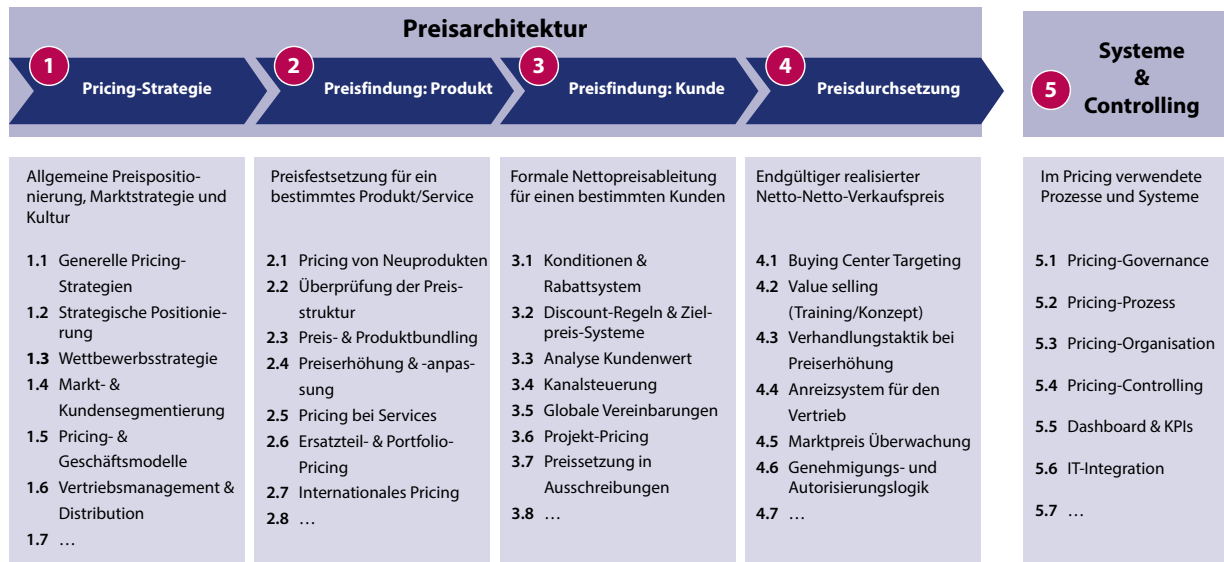 Preisarchitektur
1
Pricing-Strategie
2
Preisfindung: Produkt
3
Preisfindung: Kunde
4
Preisdurchsetzung
5
Systeme
&
Controlling
Allgemeine Preispositio-
nierung, Marktstrategie und
Kultur
1.1 Generelle Pricing-
Strategien
1.2 Strategische Positionie-
rung
1.3 Wettbewerbsstrategie
1.4 Markt- &
Kundensegmentierung
1.5 Pricing- &
Geschäftsmodelle
1.6 Vertriebsmanagement &
Distribution
1.7 …
Preisfestsetzung für ein
bestimmtes Produkt/Service
2.1 Pricing von Neuprodukten
2.2 Überprüfung der Preis-
struktur
2.3 Preis- & Produktbundling
2.4 Preiserhöhung & -anpas-
sung
2.5 Pricing bei Services
2.6 Ersatzteil- & Portfolio-
Pricing
2.7 Internationales Pricing
2.8 …
Formale Nettopreisableitung
für einen bestimmten Kunden
3.1 Konditionen &
Rabattsystem
3.2 Discount-Regeln & Ziel-
preis-Systeme
3.3 Analyse Kundenwert
3.4 Kanalsteuerung
3.5 Globale Vereinbarungen
3.6 Projekt-Pricing
3.7 Preissetzung in
Ausschreibungen
3.8 …
Endgültiger realisierter
Netto-Netto-Verkaufspreis
4.1 Buying Center Targeting
4.2 Value selling
(Training/Konzept)
4.3 Verhandlungstaktik bei
Preiserhöhung
4.4 Anreizsystem für den
Vertrieb
4.5 Marktpreis Überwachung
4.6 Genehmigungs- und
Autorisierungslogik
4.7 …
Im Pricing verwendete
Prozesse und Systeme
5.1 Pricing-Governance
5.2 Pricing-Prozess
5.3 Pricing-Organisation
5.4 Pricing-Controlling
5.5 Dashboard & KPIs
5.6 IT-Integration
5.7 …